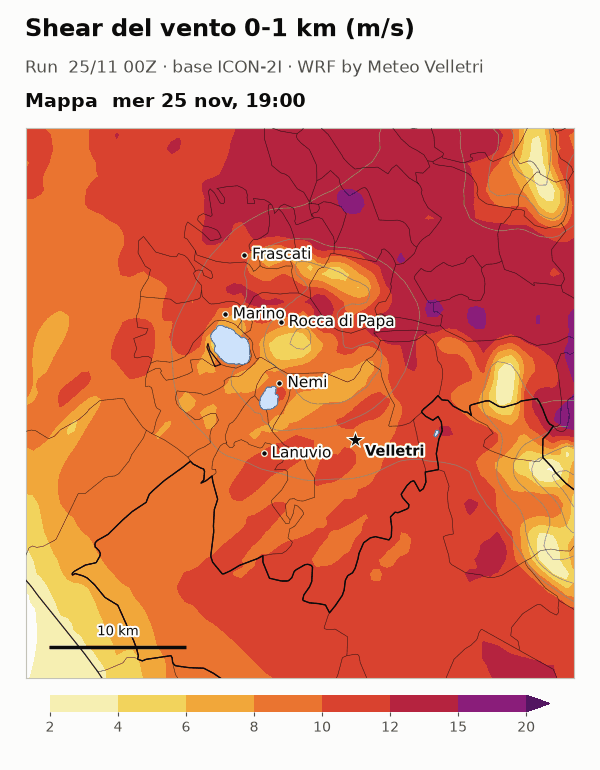 Shear del vento 0-1 km (m/s)
Run  25/11 00Z · base ICON-2I · WRF by Meteo Velletri
Mappa  mer 25 nov, 19:00
Frascati
Marino
Rocca di Papa
Nemi
Velletri
Lanuvio
10 km
2 4 6 8 10 12 15 20